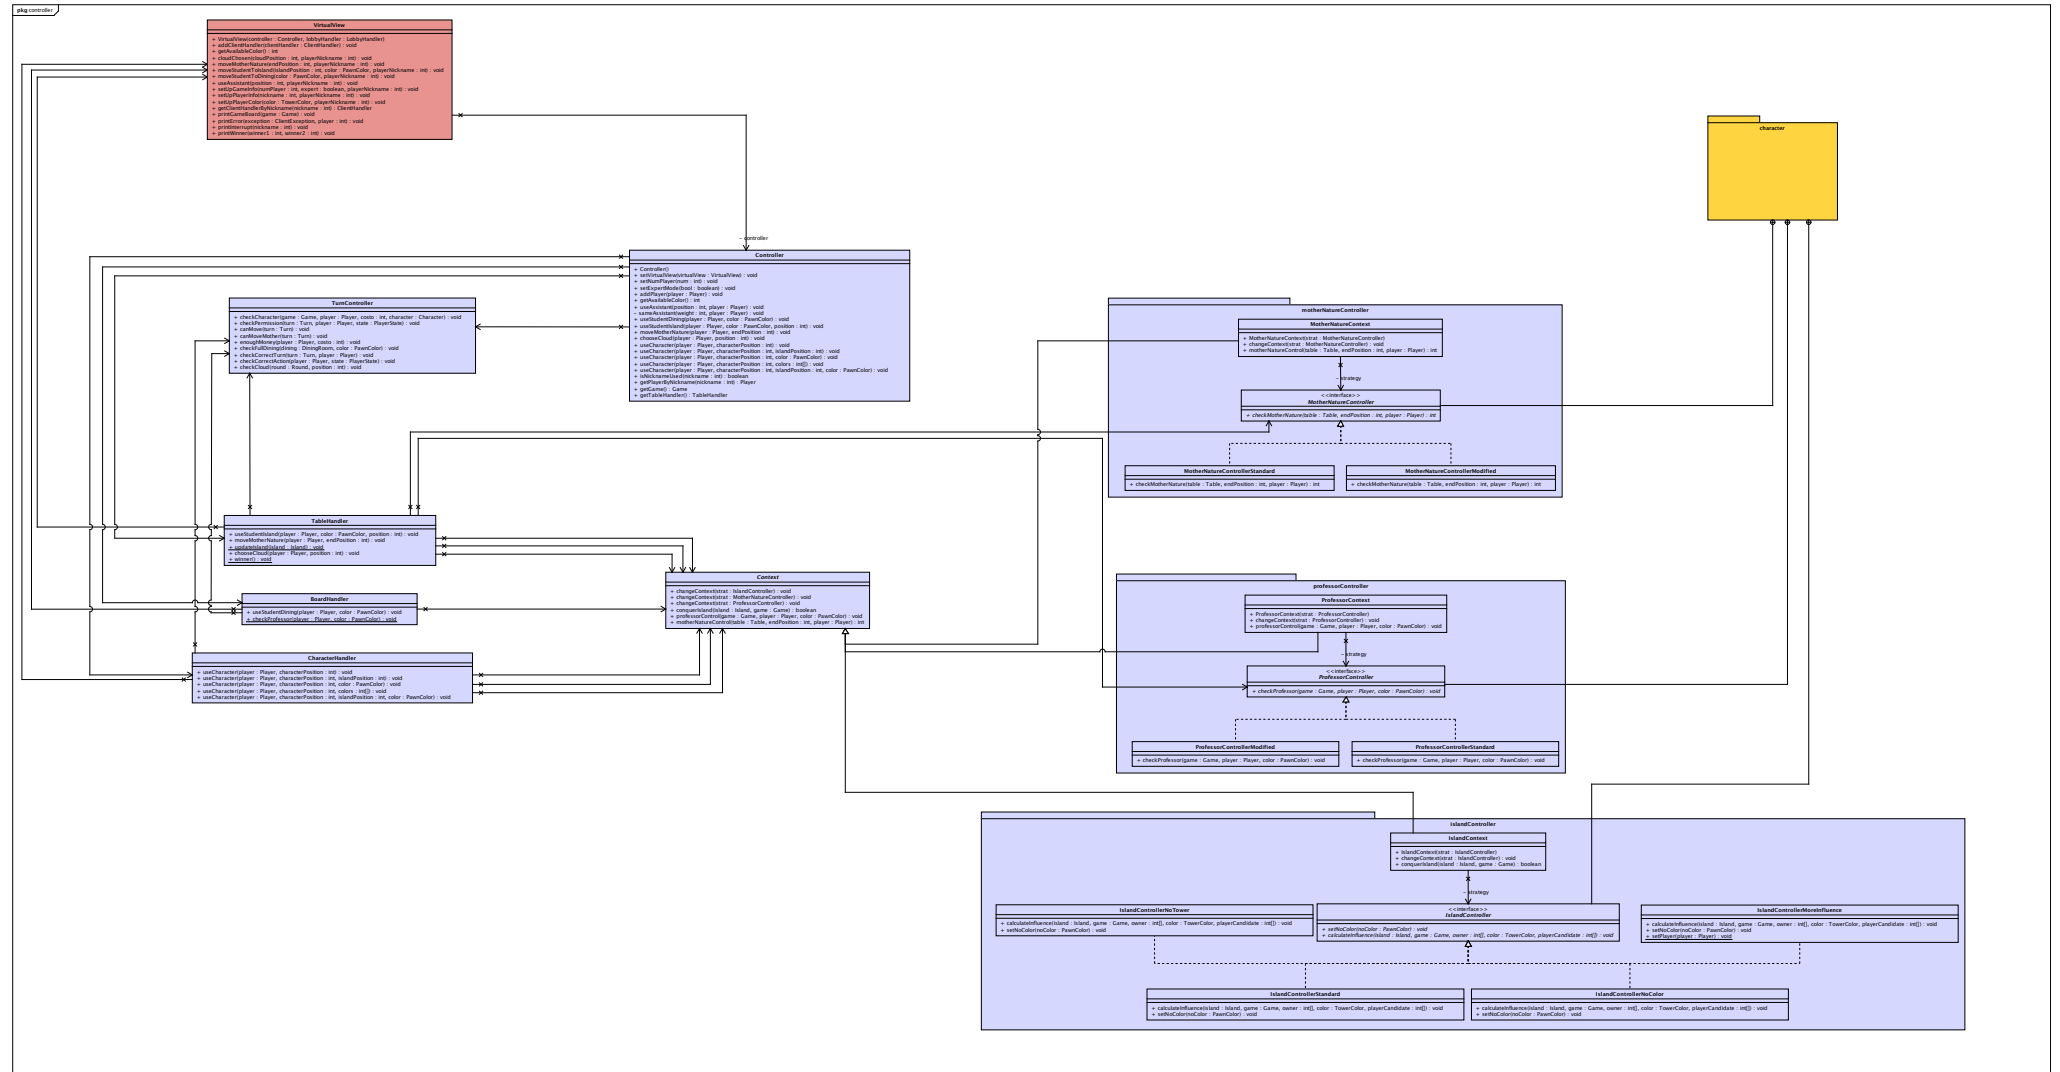 pkg controller
VirtualView
+ VirtualView(controller : Controller, lobbyHandler : LobbyHandler)
+ addClientHandler(clientHandler : ClientHandler) : void
+ getAvailableColor() : int
+ cloudChosen(cloudPosition : int, playerNickname : int) : void
+ moveMotherNature(endPosition : int, playerNickname : int) : void
+ moveStudentToIsland(islandPosition : int, color : PawnColor, playerNickname : int) : void
+ moveStudentToDining(color : PawnColor, playerNickname : int) : void
+ useAssistant(position : int, playerNickname : int) : void
+ setUpGameInfo(numPlayer : int, expert : boolean, playerNickname : int) : void
+ setUpPlayerInfo(nickname : int, playerNickname : int) : void
+ setUpPlayerColor(color : TowerColor, playerNickname : int) : void
+ getClientHandlerByNickname(nickname : int) : ClientHandler
+ printGameBoard(game : Game) : void
+ printError(exception : ClientException, player : int) : void
+ printInterrupt(nickname : int) : void
+ printWinner(winner1 : int, winner2 : int) : void
character
~ controller
Controller
+ Controller()
+ setVirtualView(virtualView : VirtualView) : void
+ setNumPlayer(num : int) : void
+ setExpertMode(bool : boolean) : void
+ addPlayer(player : Player) : void
+ getAvailableColor() : int
+ useAssistant(position : int, player : Player) : void
~ sameAssistant(weight : int, player : Player) : void
+ useStudentDining(player : Player, color : PawnColor) : void
+ useStudentIsland(player : Player, color : PawnColor, position : int) : void
+ moveMotherNature(player : Player, endPosition : int) : void
+ chooseCloud(player : Player, position : int) : void
+ useCharacter(player : Player, characterPosition : int) : void
+ useCharacter(player : Player, characterPosition : int, islandPosition : int) : void
+ useCharacter(player : Player, characterPosition : int, color : PawnColor) : void
+ useCharacter(player : Player, characterPosition : int, colors : int[]) : void
+ useCharacter(player : Player, characterPosition : int, islandPosition : int, color : PawnColor) : void
+ isNicknameUsed(nickname : int) : boolean
+ getPlayerByNickname(nickname : int) : Player
+ getGame() : Game
+ getTableHandler() : TableHandler
TurnController
+ checkCharacter(game : Game, player : Player, costo : int, character : Character) : void
+ checkPermission(turn : Turn, player : Player, state : PlayerState) : void
+ canMove(turn : Turn) : void
+ canMoveMother(turn : Turn) : void
+ enoughMoney(player : Player, costo : int) : void
+ checkFullDining(dining : DiningRoom, color : PawnColor) : void
+ checkCorrectTurn(turn : Turn, player : Player) : void
+ checkCorrectAction(player : Player, state : PlayerState) : void
+ checkCloud(round : Round, position : int) : void
motherNatureController
MotherNatureContext
+ MotherNatureContext(strat : MotherNatureController)
+ changeContext(strat : MotherNatureController) : void
+ motherNatureControl(table : Table, endPosition : int, player : Player) : int
~ strategy
<<interface>>
MotherNatureController
+ checkMotherNature(table : Table, endPosition : int, player : Player) : int
MotherNatureControllerStandard
+ checkMotherNature(table : Table, endPosition : int, player : Player) : int
MotherNatureControllerModified
+ checkMotherNature(table : Table, endPosition : int, player : Player) : int
TableHandler
+ useStudentIsland(player : Player, color : PawnColor, position : int) : void
+ moveMotherNature(player : Player, endPosition : int) : void
+ updateIsland(island : Island) : void
+ chooseCloud(player : Player, position : int) : void
+ winner() : void
Context
+ changeContext(strat : IslandController) : void
+ changeContext(strat : MotherNatureController) : void
+ changeContext(strat : ProfessorController) : void
+ conquerIsland(island : Island, game : Game) : boolean
+ professorControl(game : Game, player : Player, color : PawnColor) : void
+ motherNatureControl(table : Table, endPosition : int, player : Player) : int
BoardHandler
+ useStudentDining(player : Player, color : PawnColor) : void
+ checkProfessor(player : Player, color : PawnColor) : void
CharacterHandler
+ useCharacter(player : Player, characterPosition : int) : void
+ useCharacter(player : Player, characterPosition : int, islandPosition : int) : void
+ useCharacter(player : Player, characterPosition : int, color : PawnColor) : void
+ useCharacter(player : Player, characterPosition : int, colors : int[]) : void
+ useCharacter(player : Player, characterPosition : int, islandPosition : int, color : PawnColor) : void
professorController
ProfessorContext
+ ProfessorContext(strat : ProfessorController)
+ changeContext(strat : ProfessorController) : void
+ professorControl(game : Game, player : Player, color : PawnColor) : void
~ strategy
<<interface>>
ProfessorController
+ checkProfessor(game : Game, player : Player, color : PawnColor) : void
ProfessorControllerModified
+ checkProfessor(game : Game, player : Player, color : PawnColor) : void
ProfessorControllerStandard
+ checkProfessor(game : Game, player : Player, color : PawnColor) : void
islandController
IslandContext
+ IslandContext(strat : IslandController)
+ changeContext(strat : IslandController) : void
+ conquerIsland(island : Island, game : Game) : boolean
~ strategy
IslandControllerNoTower
+ calculateInfluence(island : Island, game : Game, owner : int[], color : TowerColor, playerCandidate : int[]) : void
+ setNoColor(noColor : PawnColor) : void
<<interface>>
IslandController
+ setNoColor(noColor : PawnColor) : void
+ calculateInfluence(island : Island, game : Game, owner : int[], color : TowerColor, playerCandidate : int[]) : void
IslandControllerMoreInfluence
+ calculateInfluence(island : Island, game : Game, owner : int[], color : TowerColor, playerCandidate : int[]) : void
+ setNoColor(noColor : PawnColor) : void
+ setPlayer(player : Player) : void
IslandControllerStandard
+ calculateInfluence(island : Island, game : Game, owner : int[], color : TowerColor, playerCandidate : int[]) : void
+ setNoColor(noColor : PawnColor) : void
IslandControllerNoColor
+ calculateInfluence(island : Island, game : Game, owner : int[], color : TowerColor, playerCandidate : int[]) : void
+ setNoColor(noColor : PawnColor) : void